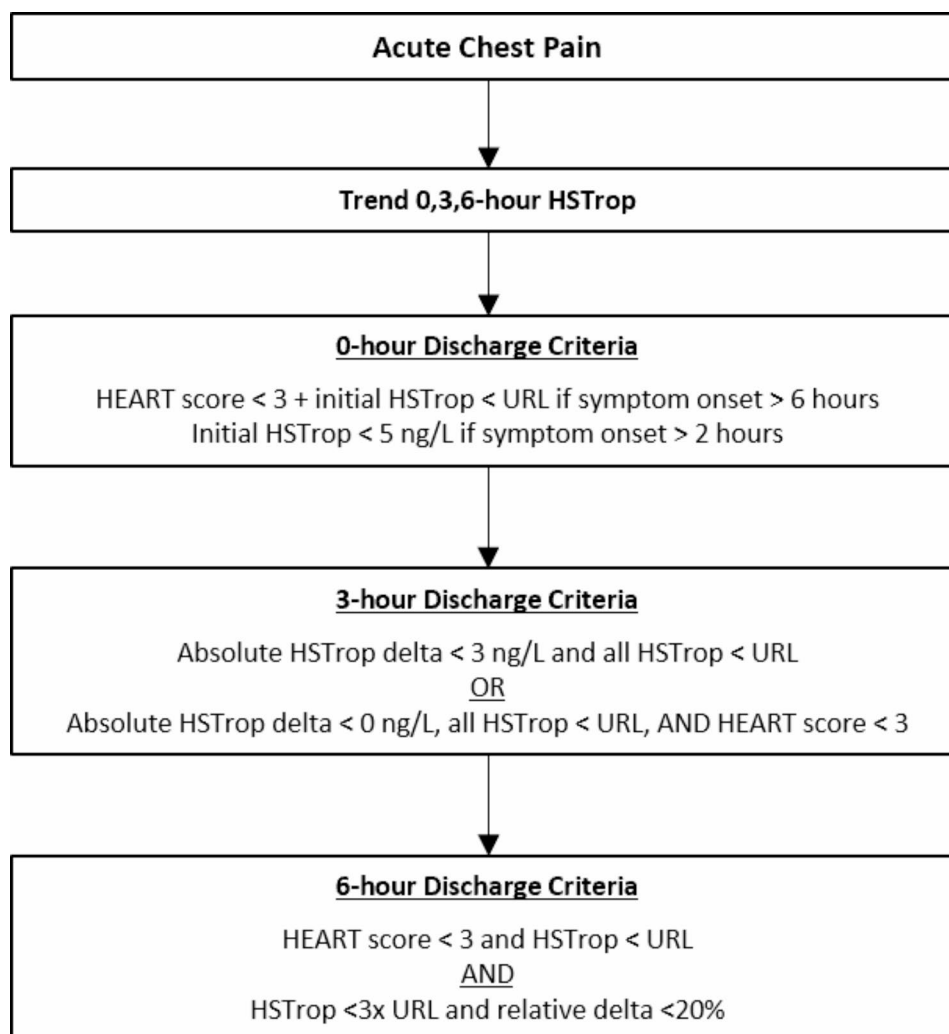 Acute Chest Pain
Trend 0,3,6-hour HSTrop
0-hour Discharge Criteria
HEART score < 3 + initial HSTrop < URL if symptom onset > 6 hours
Initial HSTrop < 5 ng/L if symptom onset > 2 hours
3-hour Discharge Criteria
Absolute HSTrop delta < 3 ng/L and all HSTrop < URL
OR
Absolute HSTrop delta < 0 ng/L, all HSTrop < URL, AND HEART score < 3
6-hour Discharge Criteria
HEART score < 3 and HSTrop < URL
AND
HSTrop <3x URL and relative delta <20%